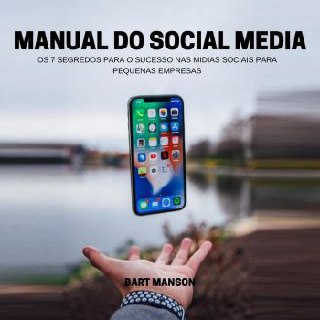 MANUAL DO SOCIAL MEDIA
OS 7 SEGREDOS PARA O SUCESSO NAS MIDIAS SOCIAIS PARA
PEQUENAS EMPRESAS
BART MANSON